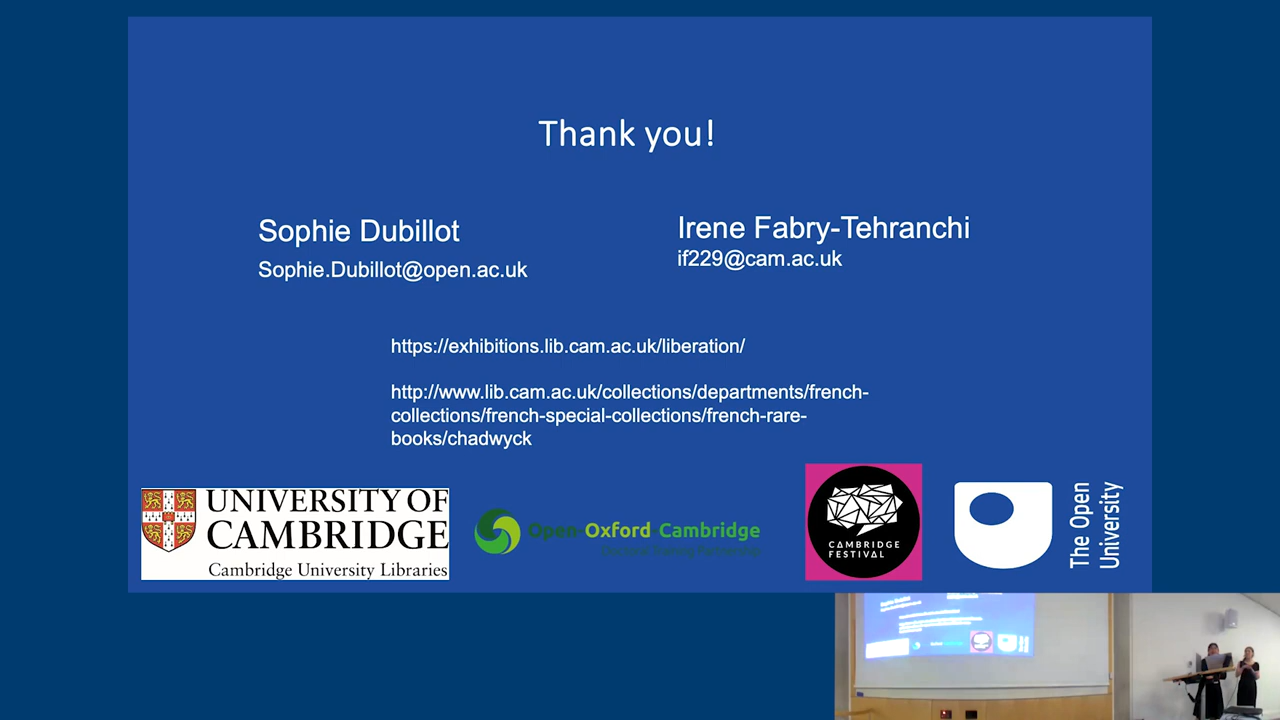 Thank you!
Sophie Dubillot
Sophie.Dubillot@open.ac.uk
Irene Fabry-Tehranchi
if229@cam.ac.uk
https://exhibitions.lib.cam.ac.uk/liberation/
http://www.lib.cam.ac.uk/collections/departments/french-
collections/french-special-collections/french-rare-
books/chadwyck
UNIVERSITY OF
CAMBRIDGE
Cambridge University Libraries
Open-Oxford Cambridge
CAMBRIDGE
FESTIVAL
The Open
University